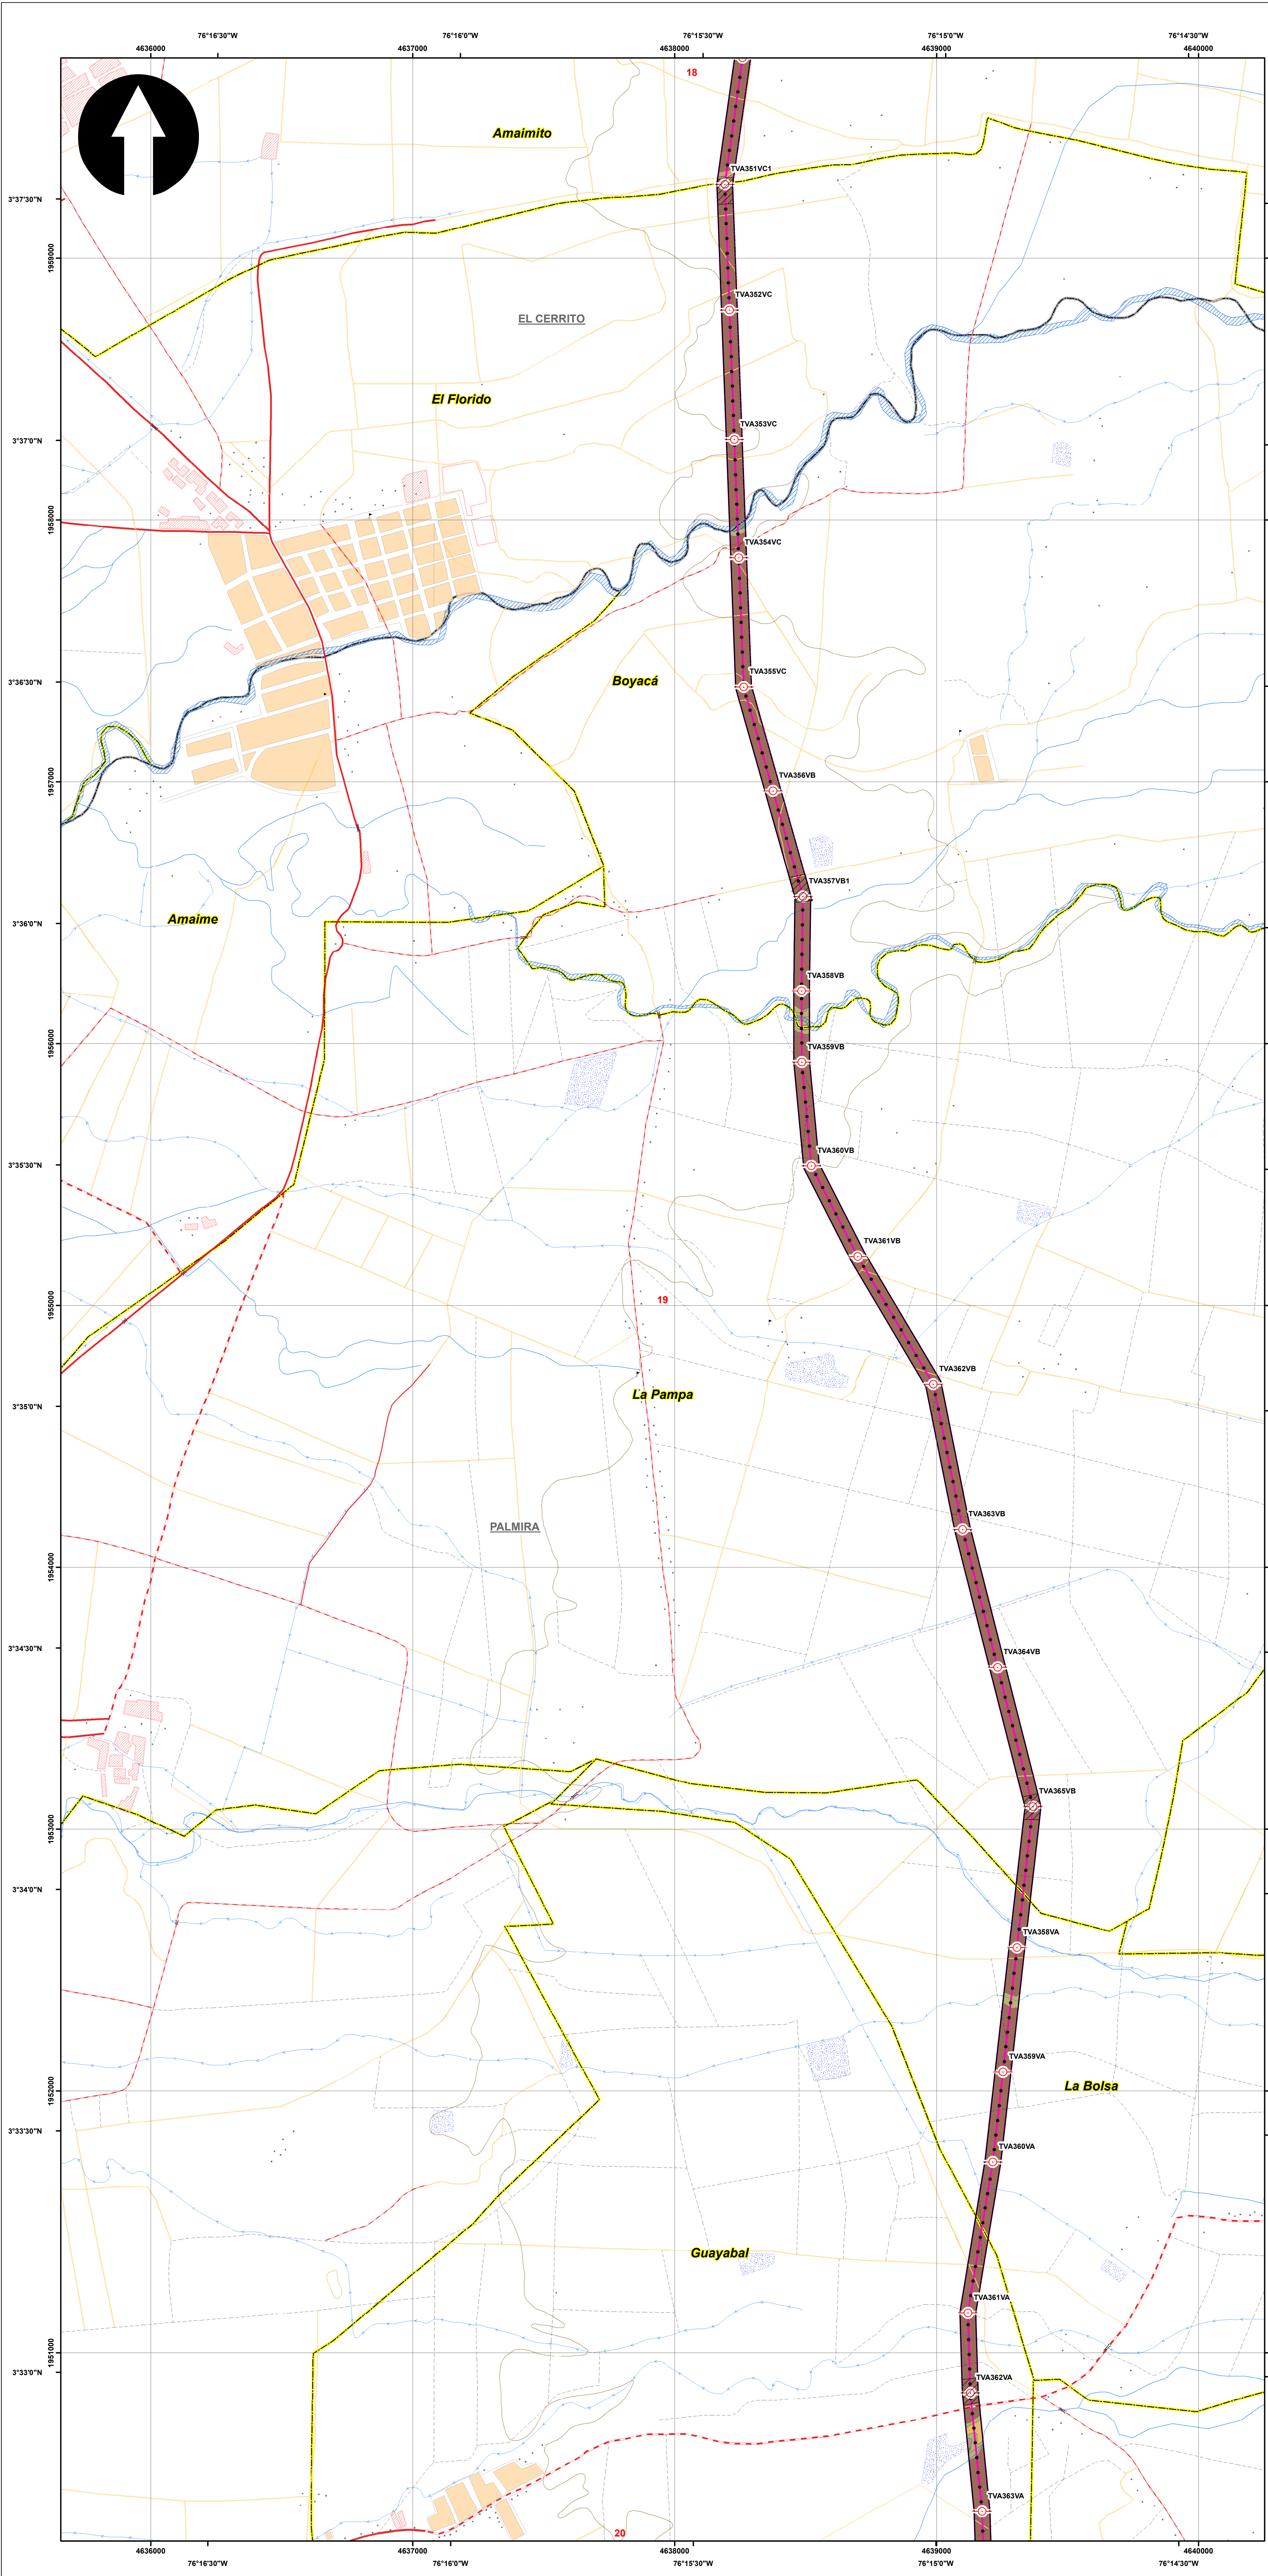 76°16'30"W 76°16'0"W 76°15'30"W 76°15'0"W 76°14'30"W
4636000 4637000 4638000 4639000 4640000
18
Amaimito
TVA351VC1
3°37'30"N
1959000
TVA352VC
EL CERRITO
El Florido
TVA353VC
3°37'0"N
1958000
TVA354VC
TVA355VC
Boyacá
3°36'30"N
TVA356VB
1957000
TVA357VB1
Amaime
3°36'0"N
TVA358VB
1956000
TVA359VB
TVA360VB
3°35'30"N
TVA361VB
19
1955000
TVA362VB
La Pampa
3°35'0"N
TVA363VB
PALMIRA
1954000
3°34'30"N
TVA364VB
TVA365VB
1953000
3°34'0"N
TVA358VA
TVA359VA
La Bolsa
1952000
3°33'30"N
TVA360VA
Guayabal
TVA361VA
1951000
3°33'0"N
TVA362VA
TVA363VA
20
4636000 4637000 4638000 4639000 4640000
76°16'30"W 76°16'0"W 76°15'30"W 76°15'0"W 76°14'30"W